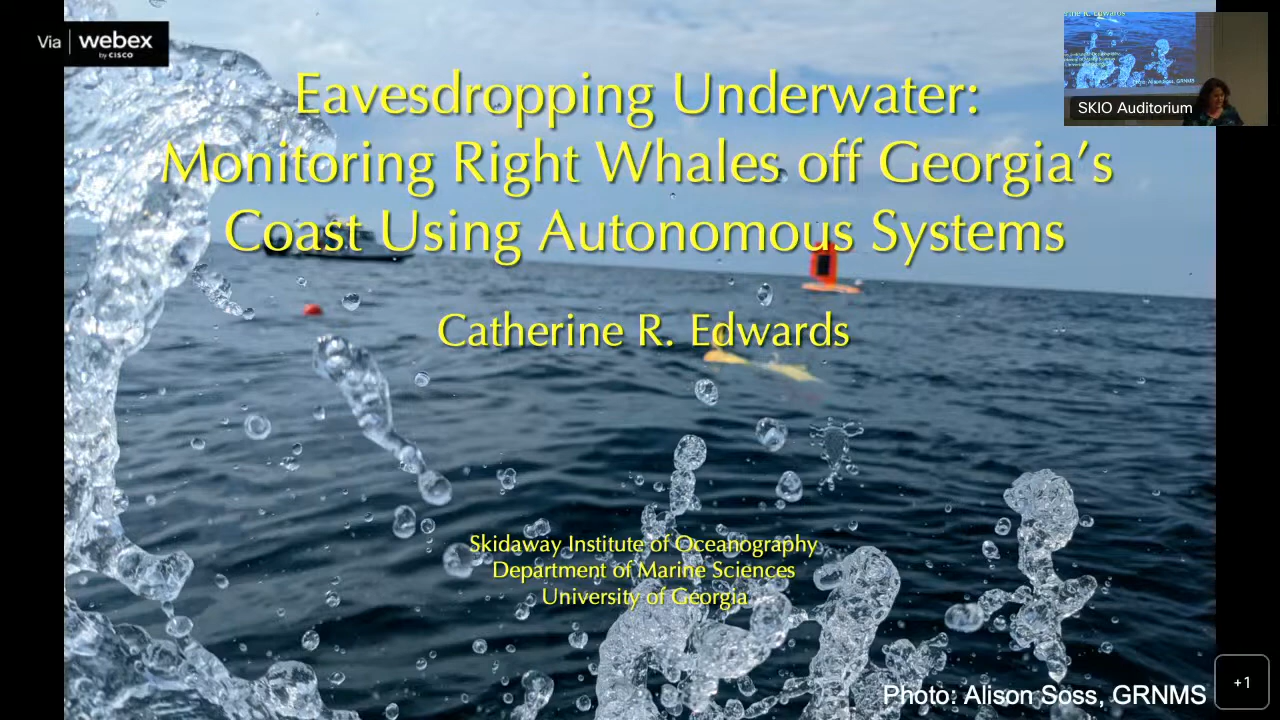 Via webex
by CISCO
Eavesdropping Underwater:
Monitoring Right Whales off Georgia's
Coast Using Autonomous Systems
Catherine R. Edwards
Skidaway Institute of Oceanography
Department of Marine Sciences
University of Georgia
Photo: Alison Soss, GRNMS
SKIO Auditorium
+1